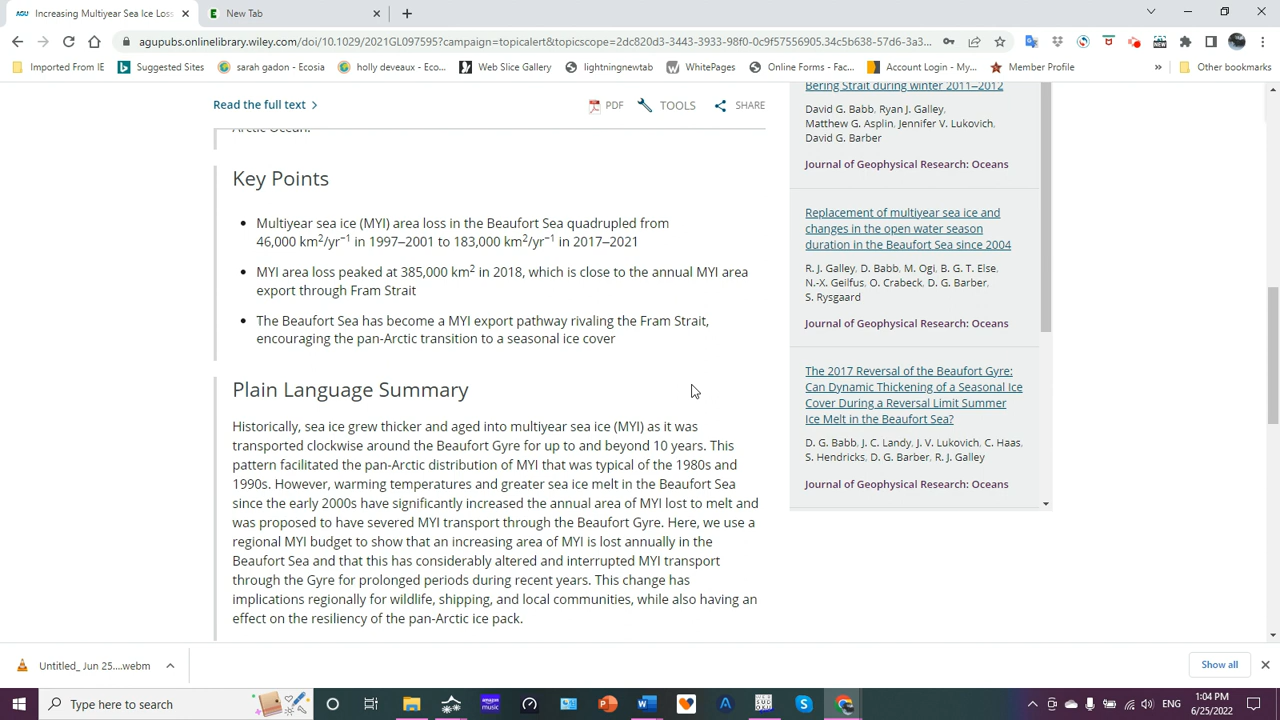 Increasing Multiyear Sea Ice Loss
New Tab
agupubs.onlinelibrary.wiley.com/doi/10.1029/2021GL097595?campaign=topicalert&topicscope=2dc820d3-3443-3933-98f0-0c9f57556905.34c5b638-57d6-3a3...
Imported From IE
Suggested Sites
sarah gadon - Ecosia
holly deveaux - Eco...
Web Slice Gallery
lightningnewtab
WhitePages
Online Forms - Fac...
Account Login - My...
Member Profile
»
Other bookmarks
Read the full text >
PDF
TOOLS
SHARE
Arctic Ocean.
Key Points
• Multiyear sea ice (MYI) area loss in the Beaufort Sea quadrupled from
46,000 km²/yr⁻¹ in 1997–2001 to 183,000 km²/yr⁻¹ in 2017–2021
• MYI area loss peaked at 385,000 km² in 2018, which is close to the annual MYI area
export through Fram Strait
• The Beaufort Sea has become a MYI export pathway rivaling the Fram Strait,
encouraging the pan-Arctic transition to a seasonal ice cover
Plain Language Summary
Historically, sea ice grew thicker and aged into multiyear sea ice (MYI) as it was
transported clockwise around the Beaufort Gyre for up to and beyond 10 years. This
pattern facilitated the pan-Arctic distribution of MYI that was typical of the 1980s and
1990s. However, warming temperatures and greater sea ice melt in the Beaufort Sea
since the early 2000s have significantly increased the annual area of MYI lost to melt and
was proposed to have severed MYI transport through the Beaufort Gyre. Here, we use a
regional MYI budget to show that an increasing area of MYI is lost annually in the
Beaufort Sea and that this has considerably altered and interrupted MYI transport
through the Gyre for prolonged periods during recent years. This change has
implications regionally for wildlife, shipping, and local communities, while also having an
effect on the resiliency of the pan-Arctic ice pack.
Bering Strait during winter 2011–2012
David G. Babb, Ryan J. Galley,
Matthew G. Asplin, Jennifer V. Lukovich,
David G. Barber
Journal of Geophysical Research: Oceans
Replacement of multiyear sea ice and
changes in the open water season
duration in the Beaufort Sea since 2004
R. J. Galley, D. Babb, M. Ogi, B. G. T. Else,
N.-X. Geilfus, O. Crabeck, D. G. Barber,
S. Rysgaard
Journal of Geophysical Research: Oceans
The 2017 Reversal of the Beaufort Gyre:
Can Dynamic Thickening of a Seasonal Ice
Cover During a Reversal Limit Summer
Ice Melt in the Beaufort Sea?
D. G. Babb, J. C. Landy, J. V. Lukovich, C. Haas,
S. Hendricks, D. G. Barber, R. J. Galley
Journal of Geophysical Research: Oceans
Untitled_ Jun 25....webm
Show all
Type here to search
ENG
1:04 PM
6/25/2022